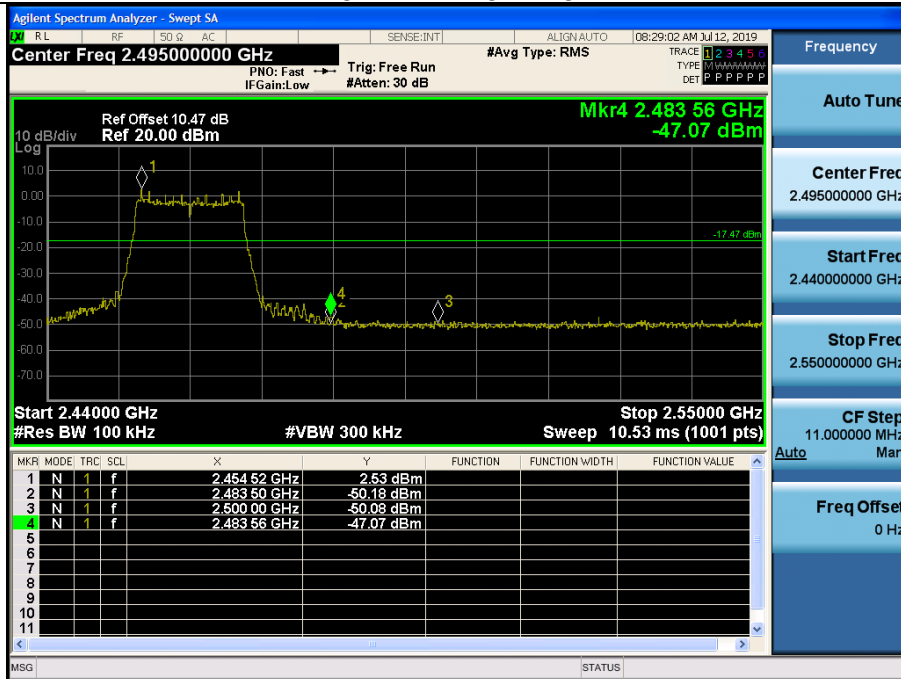 Agilent Spectrum Analyzer - Swept SA
LXI RL RF 50 Ω AC SENSE:INT ALIGN AUTO 08:29:02 AM Jul 12, 2019
Center Freq 2.495000000 GHz
PNO: Fast
IFGain:Low
Trig: Free Run
#Atten: 30 dB
#Avg Type: RMS
TRACE 1 2 3 4 5 6
TYPE M WWWWW
DET P P P P P P
Frequency
Auto Tune
Center Freq
2.495000000 GHz
Start Freq
2.440000000 GHz
Stop Freq
2.550000000 GHz
CF Step
11.000000 MHz
Auto Man
Freq Offset
0 Hz
Mkr4 2.483 56 GHz
-47.07 dBm
Ref Offset 10.47 dB
10 dB/div Ref 20.00 dBm
Log
10.0
0.00
-10.0
-20.0
-30.0
-40.0
-50.0
-60.0
-70.0
1
-17.47 dBm
4
2
3
Start 2.44000 GHz Stop 2.55000 GHz
#Res BW 100 kHz #VBW 300 kHz Sweep 10.53 ms (1001 pts)
MKR MODE TRC SCL X Y FUNCTION FUNCTION WIDTH FUNCTION VALUE
1 N 1 f 2.454 52 GHz 2.53 dBm
2 N 1 f 2.483 50 GHz -50.18 dBm
3 N 1 f 2.500 00 GHz -50.08 dBm
4 N 1 f 2.483 56 GHz -47.07 dBm
5
6
7
8
9
10
11
MSG STATUS